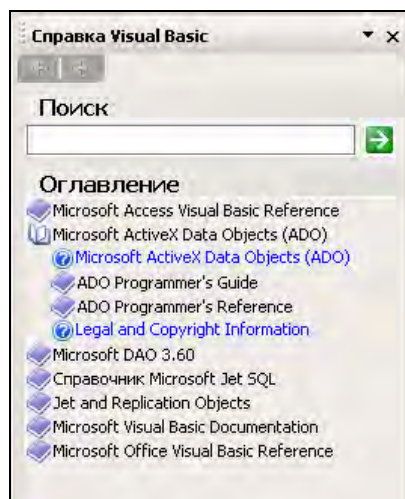 Справка Visual Basic
Поиск
Оглавление
Microsoft Access Visual Basic Reference
Microsoft ActiveX Data Objects (ADO)
Microsoft ActiveX Data Objects (ADO)
ADO Programmer's Guide
ADO Programmer's Reference
Legal and Copyright Information
Microsoft DAO 3.60
Справочник Microsoft Jet SQL
Jet and Replication Objects
Microsoft Visual Basic Documentation
Microsoft Office Visual Basic Reference